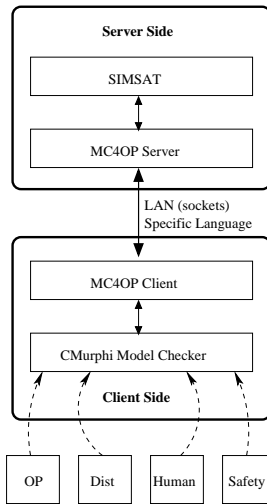 Server Side
SIMSAT
MC4OP Server
LAN (sockets)
Specific Language
MC4OP Client
CMurphi Model Checker
Client Side
OP Dist Human Safety